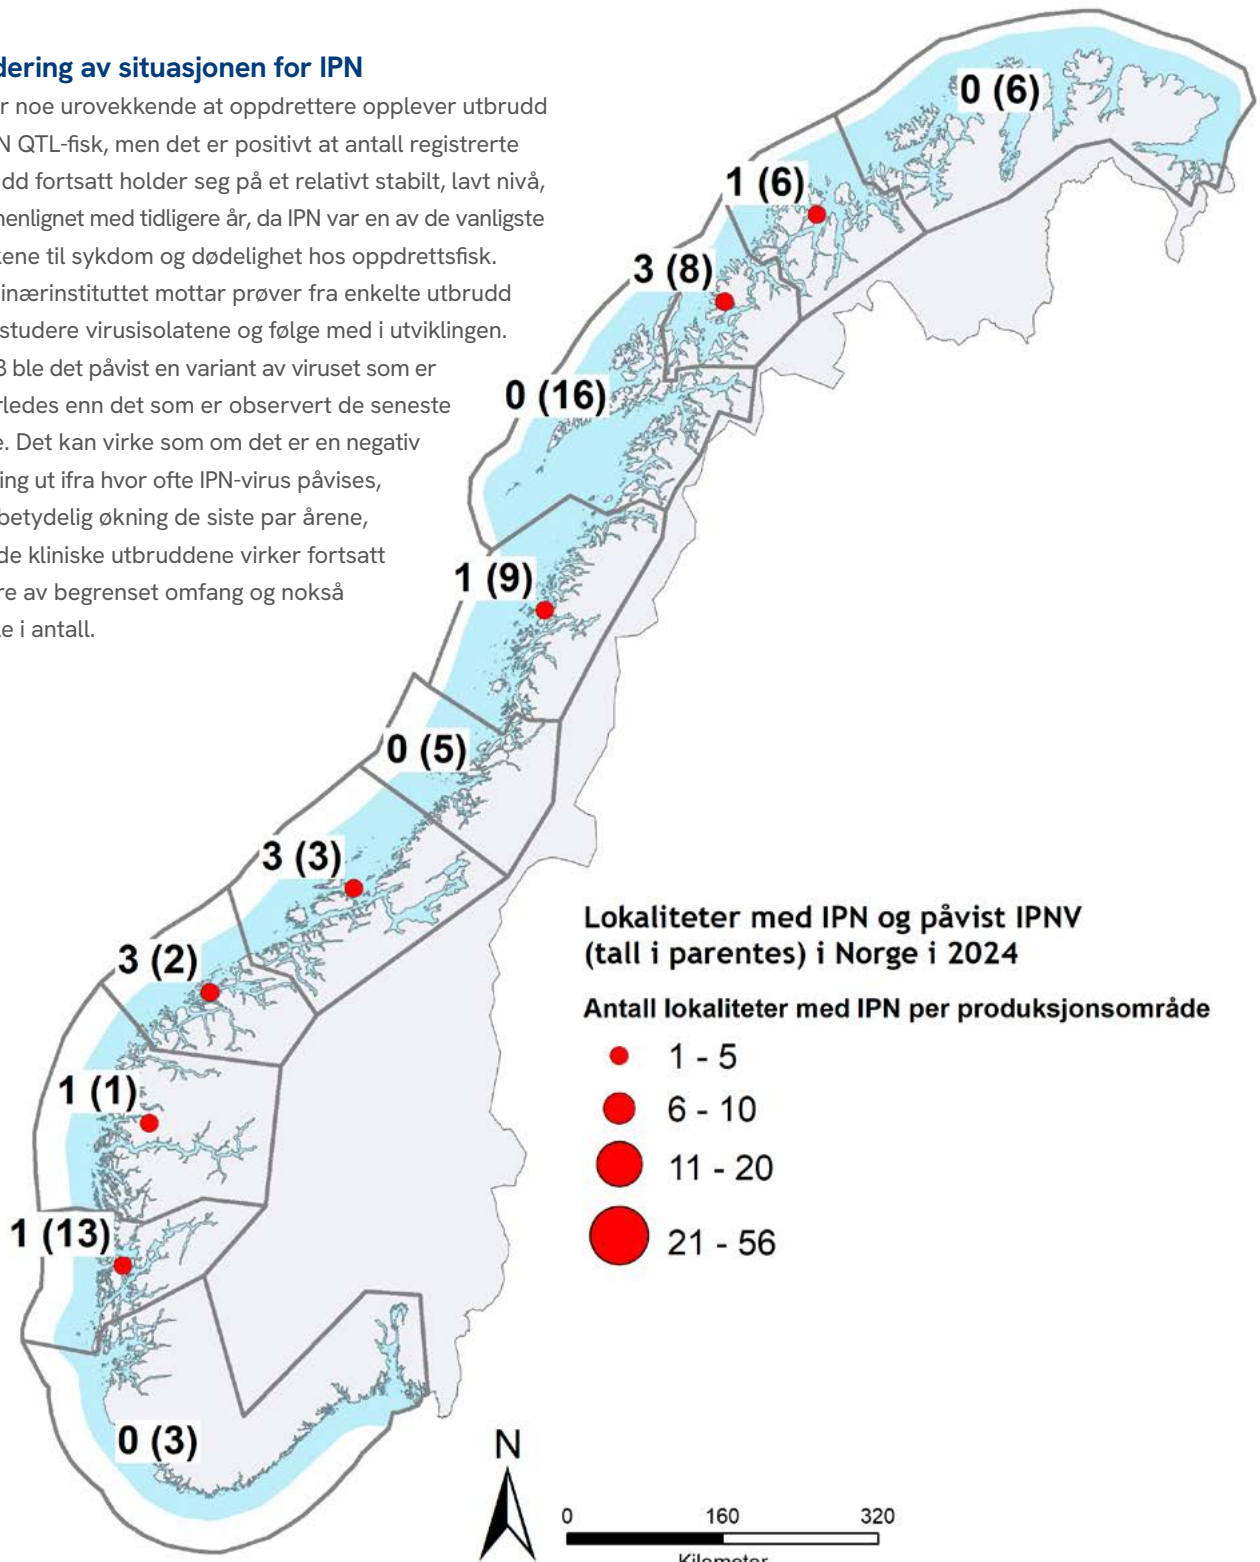 dering av situasjonen for IPN
r noe urovekkende at oppdrettere opplever utbrudd
N QTL-fisk, men det er positivt at antall registrerte
dd fortsatt holder seg på et relativt stabilt, lavt nivå,
menlignet med tidligere år, da IPN var en av de vanligste
kene til sykdom og dødelighet hos oppdrettsfisk.
inærinstituttet mottar prøver fra enkelte utbrudd
studere virusisolatene og følge med i utviklingen.
3 ble det påvist en variant av viruset som er
rledes enn det som er observert de seneste
e. Det kan virke som om det er en negativ
ing ut ifra hvor ofte IPN-virus påvises,
betydelig økning de siste par årene,
de kliniske utbruddene virker fortsatt
re av begrenset omfang og nokså
e i antall.
0 (6)
1 (6)
3 (8)
0 (16)
1 (9)
0 (5)
3 (3)
3 (2)
1 (1)
1 (13)
0 (3)
Lokaliteter med IPN og påvist IPNV
(tall i parentes) i Norge i 2024
Antall lokaliteter med IPN per produksjonsområde
1 - 5
6 - 10
11 - 20
21 - 56
N
0 160 320
Kilometer